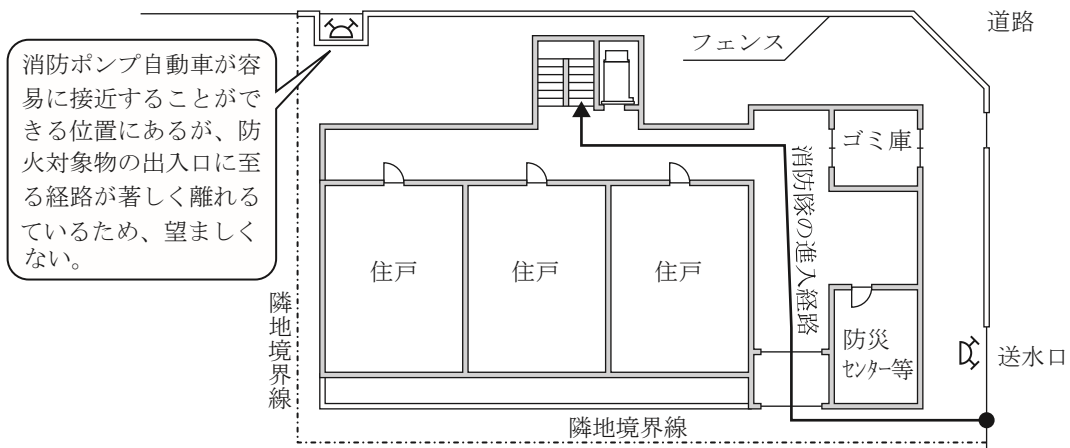 道路
フェンス
消防ポンプ自動車が容
易に接近することがで
きる位置にあるが、防
火対象物の出入口に至
る経路が著しく離れる
ているため、望ましく
ない。
ゴミ庫
消防隊の進入経路
住戸
住戸
住戸
隣地境界線
防災
センター等
送水口
隣地境界線